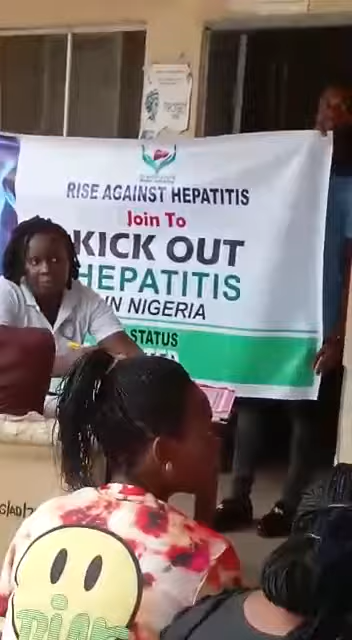 RISE AGAINST HEPATITIS
Join To
KICK OUT
HEPATITIS
IN NIGERIA
STATUS